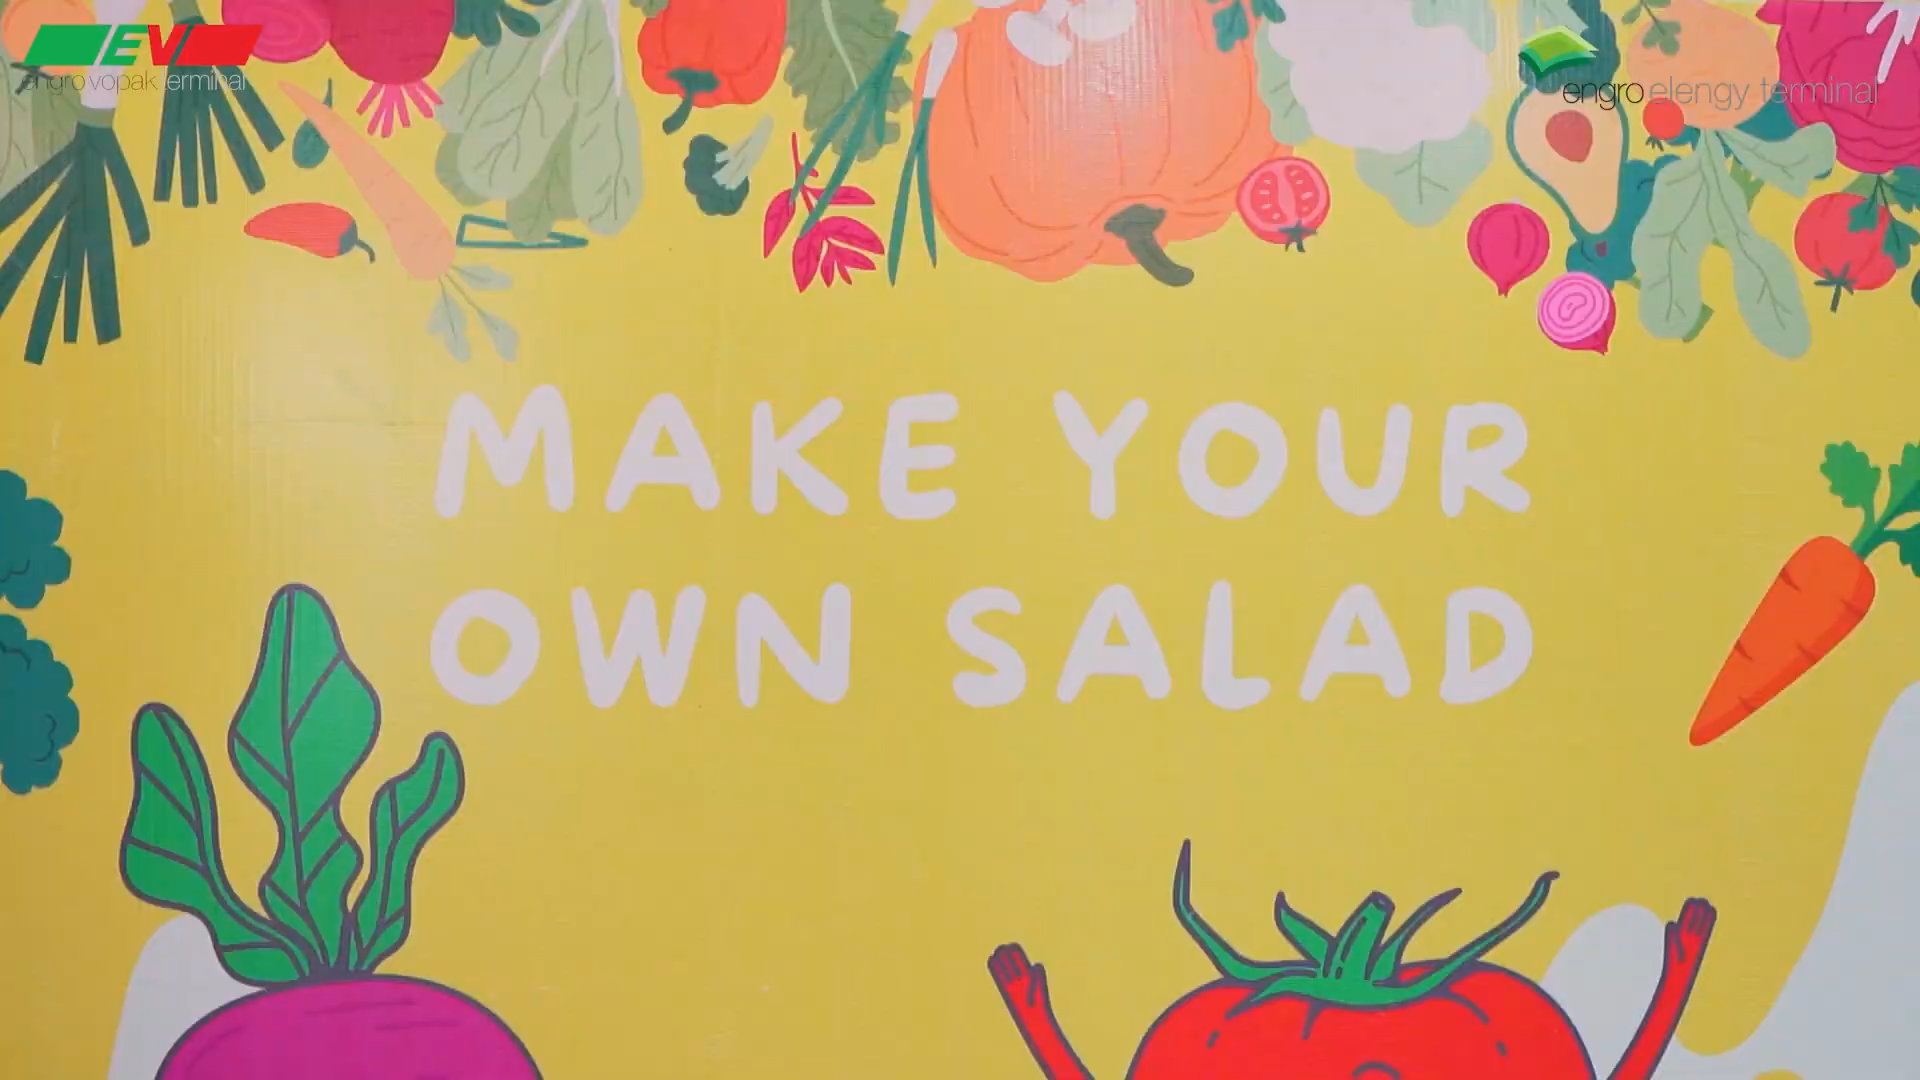 EV
engro vopak terminal
engro elengy terminal
MAKE YOUR
OWN SALAD